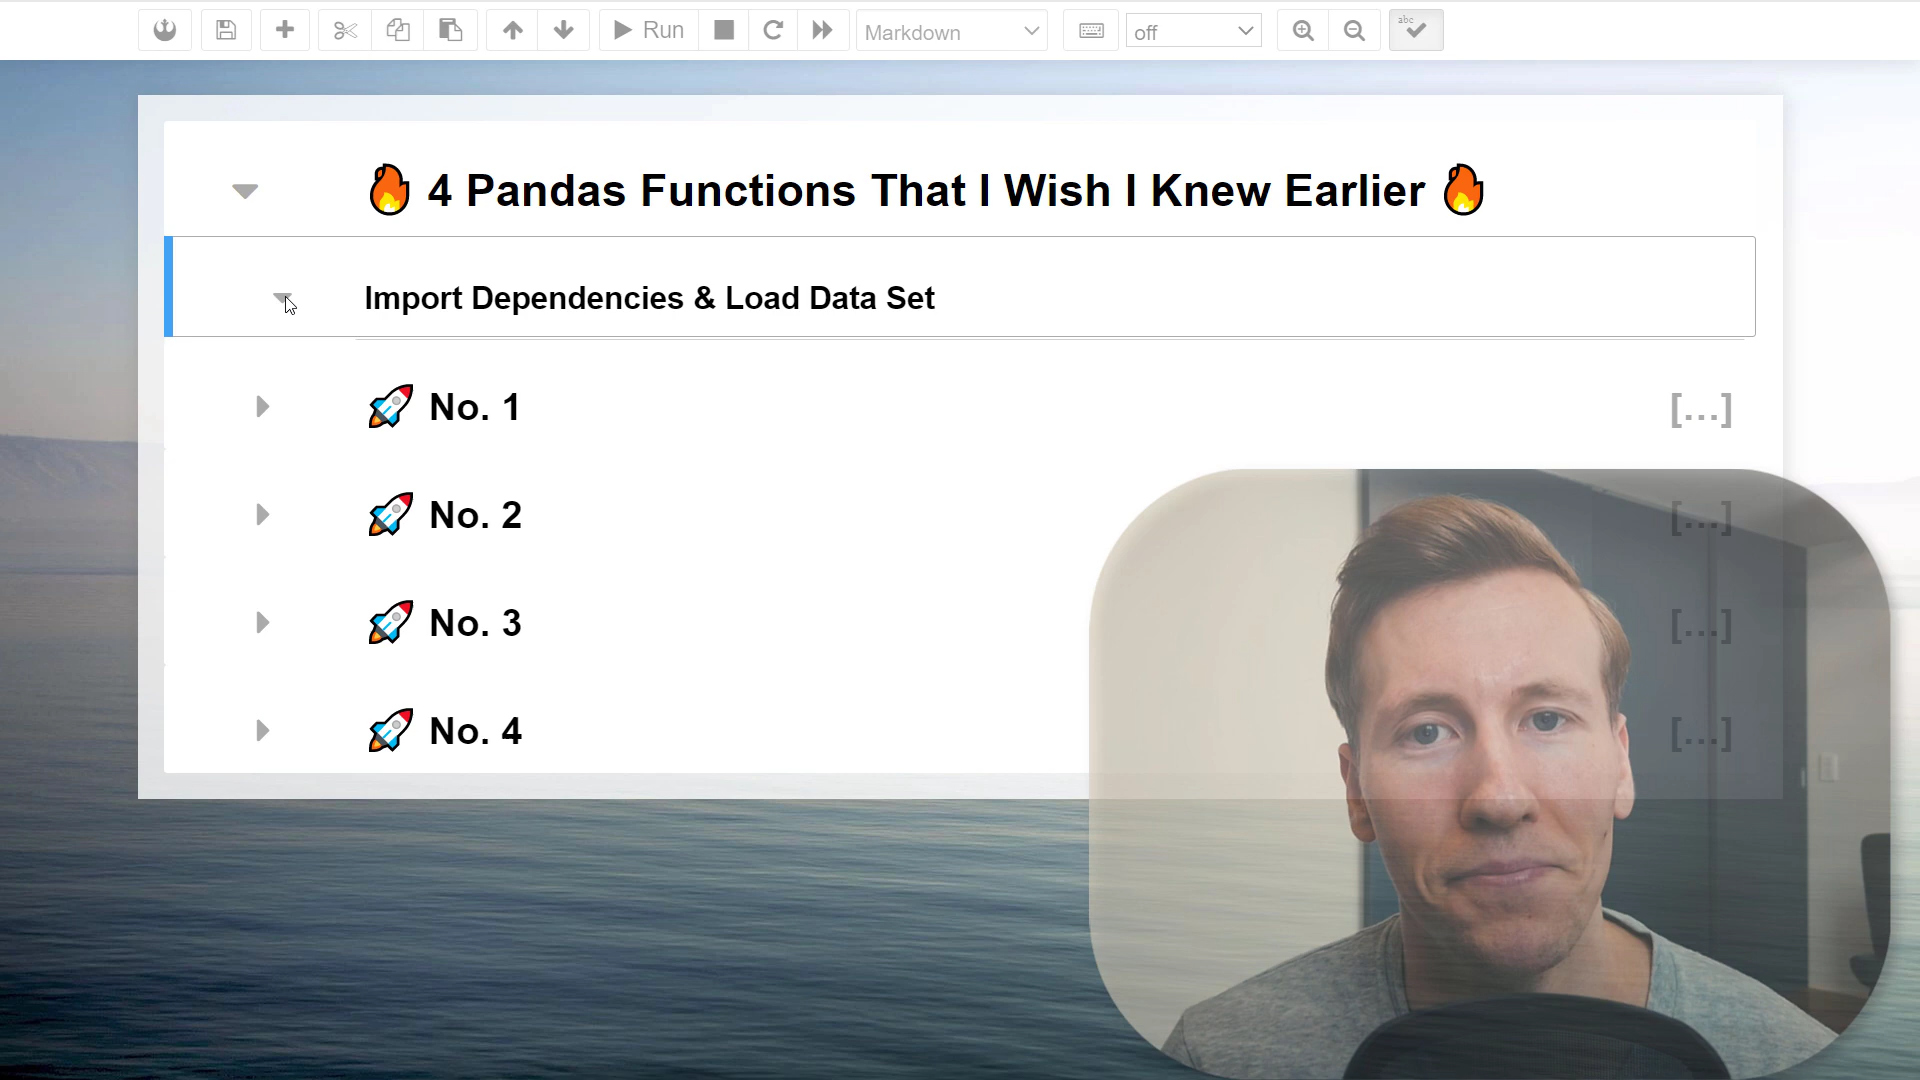 Run
Markdown
off
abc
🔥 4 Pandas Functions That I Wish I Knew Earlier 🔥
Import Dependencies & Load Data Set
🚀 No. 1
[...]
🚀 No. 2
[...]
🚀 No. 3
[...]
🚀 No. 4
[...]